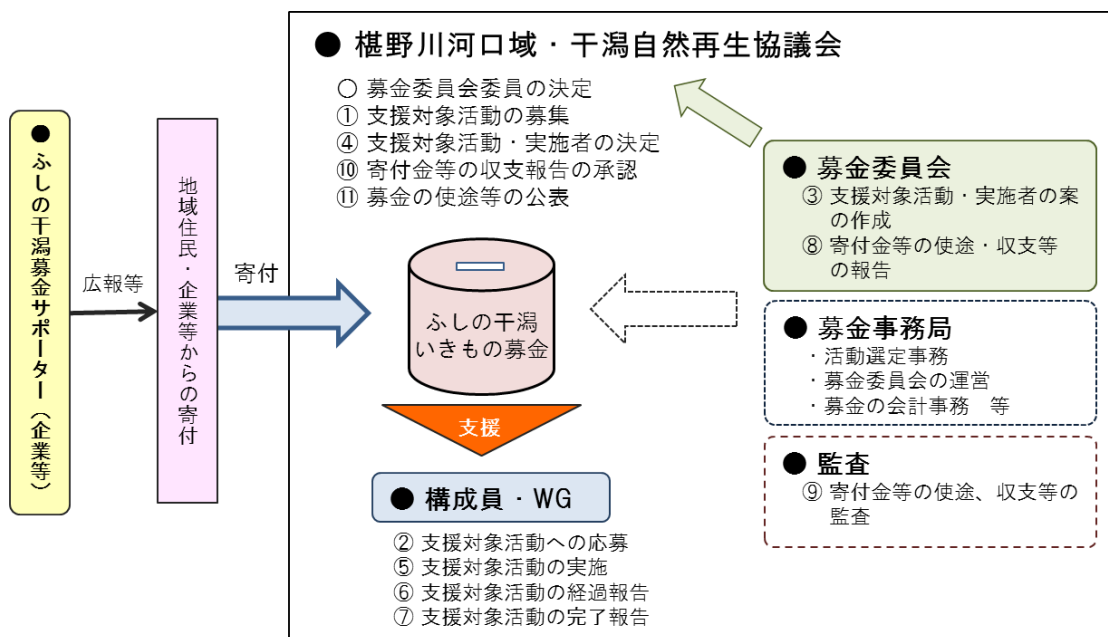 ● ふしの干潟募金サポーター（企業等）
広報等
地域住民・企業等からの寄付
寄付
● 椹野川河口域・干潟自然再生協議会
○ 募金委員会委員の決定
① 支援対象活動の募集
④ 支援対象活動・実施者の決定
⑩ 寄付金等の収支報告の承認
⑪ 募金の使途等の公表
ふしの干潟
いきもの募金
支援
● 構成員・WG
② 支援対象活動への応募
⑤ 支援対象活動の実施
⑥ 支援対象活動の経過報告
⑦ 支援対象活動の完了報告
● 募金委員会
③ 支援対象活動・実施者の案
の作成
⑧ 寄付金等の使途・収支等
の報告
● 募金事務局
・活動選定事務
・募金委員会の運営
・募金の会計事務　等
● 監査
⑨ 寄付金等の使途、収支等の
監査